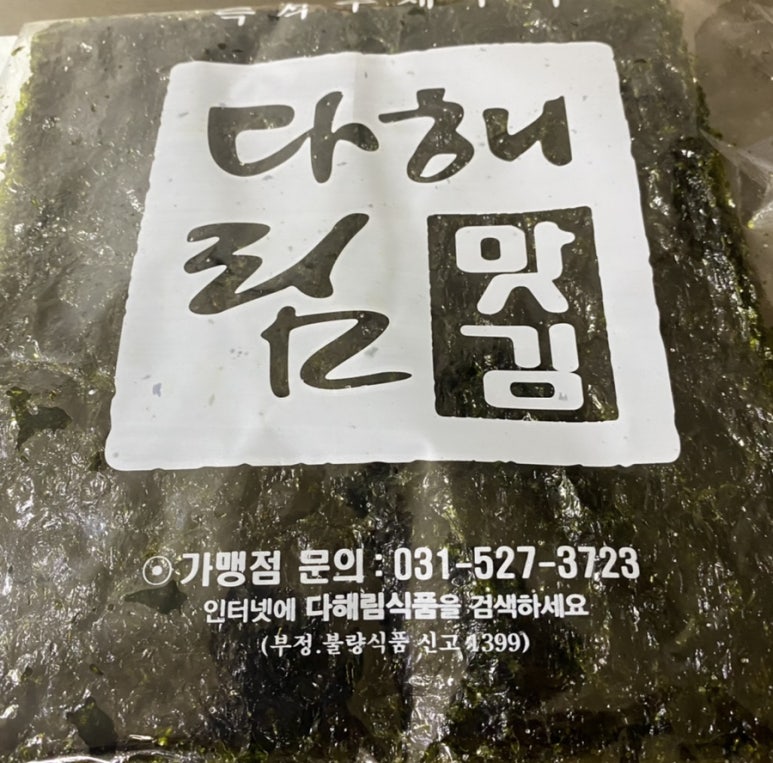 다해
림 맛김
⊙가맹점 문의 : 031-527-3723
인터넷에 다해림식품을 검색하세요
(부정.불량식품 신고 1399)